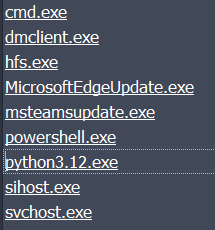 cmd.exe
dmclient.exe
hfs.exe
MicrosoftEdgeUpdate.exe
msteamsupdate.exe
powershell.exe
python3.12.exe
sihost.exe
svchost.exe